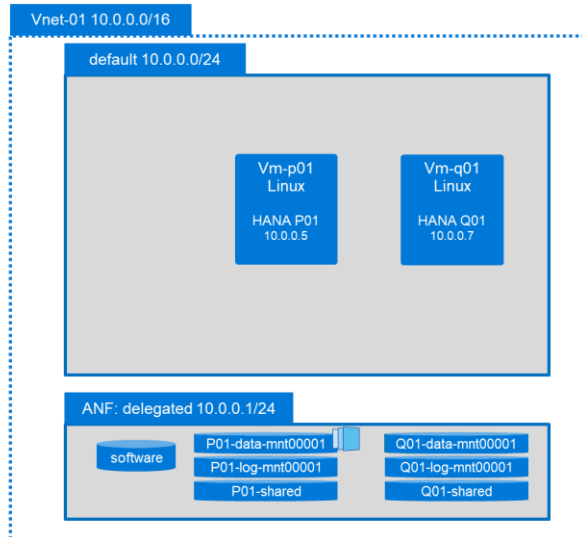 Vnet-01 10.0.0.0/16
default 10.0.0.0/24
Vm-p01
Linux
HANA P01
10.0.0.5
Vm-q01
Linux
HANA Q01
10.0.0.7
ANF: delegated 10.0.0.1/24
software
P01-data-mnt00001
P01-log-mnt00001
P01-shared
Q01-data-mnt00001
Q01-log-mnt00001
Q01-shared